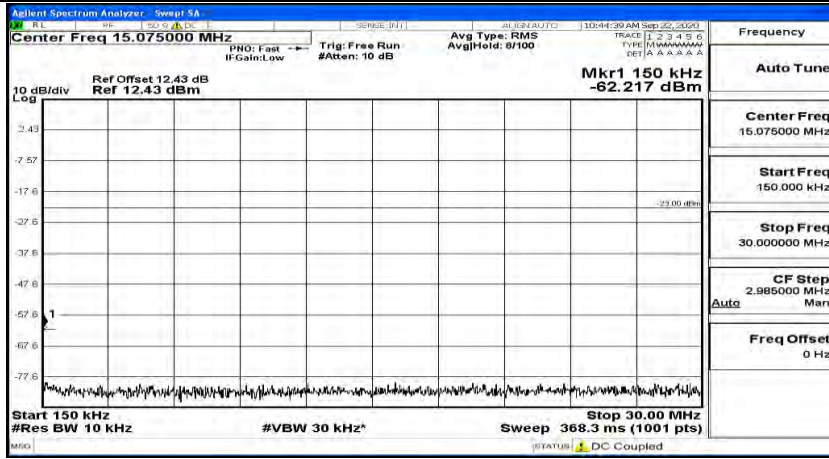 Agilent Spectrum Analyzer - Swept SA
RL RF 50 Ω DC SENSE:INT ALIGN AUTO 10:44:39 AM Sep 22, 2020
Center Freq 15.075000 MHz
PNO: Fast
IFGain:Low
Trig: Free Run
#Atten: 10 dB
Avg Type: RMS
Avg|Hold: 8/100
TRACE 1 2 3 4 5 6
TYPE M WWWWW
DET A A A A A A
Frequency
Auto Tune
Ref Offset 12.43 dB
Mkr1 150 kHz
10 dB/div Ref 12.43 dBm -62.217 dBm
Log
2.43
-7.57
-17.6
-23.00 dBm
-27.6
-37.6
-47.6
-57.6
1
-67.6
-77.6
Center Freq
15.075000 MHz
Start Freq
150.000 kHz
Stop Freq
30.000000 MHz
CF Step
2.985000 MHz
Auto Man
Freq Offset
0 Hz
Start 150 kHz Stop 30.00 MHz
#Res BW 10 kHz #VBW 30 kHz* Sweep 368.3 ms (1001 pts)
MSG STATUS DC Coupled